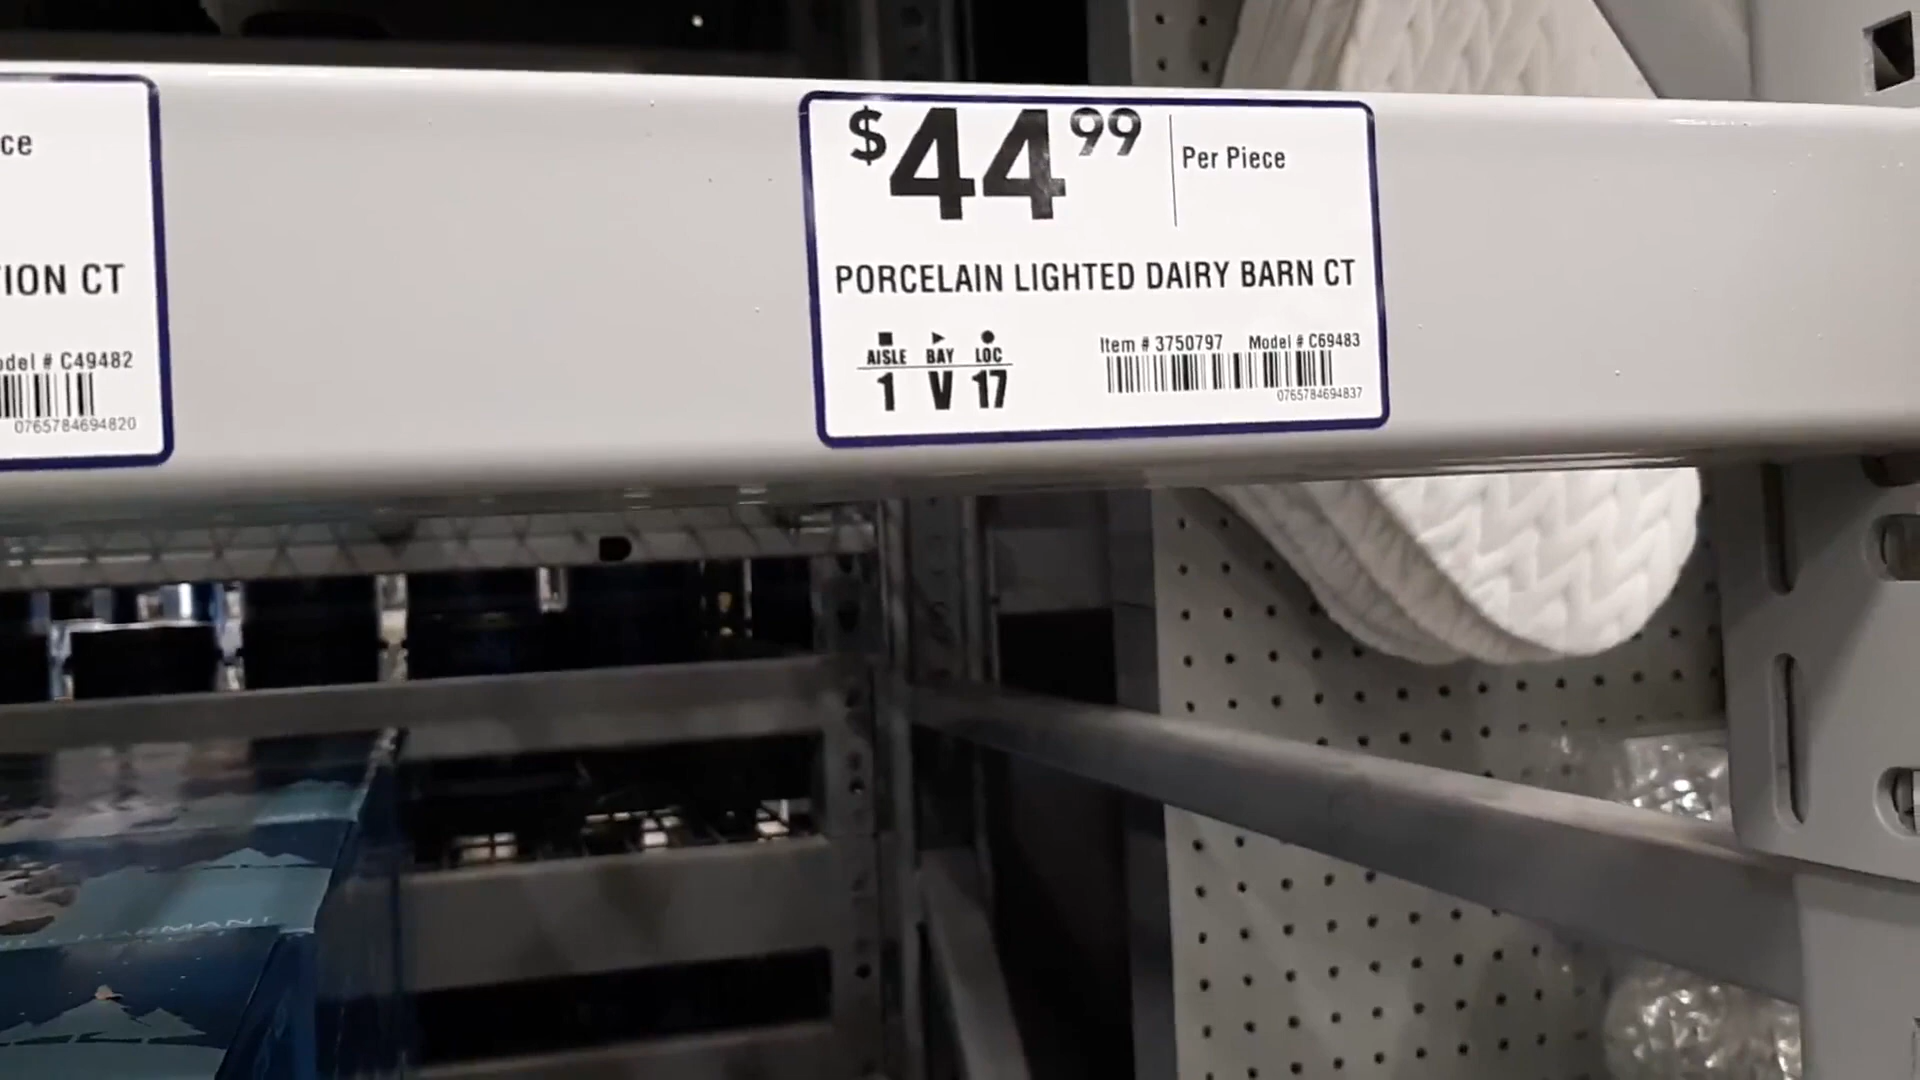 ce
ION CT
odel # C49482
0765784694820
$44 99
Per Piece
PORCELAIN LIGHTED DAIRY BARN CT
AISLE BAY LOC
1 V 17
Item # 3750797 Model # C69483
0765784694837